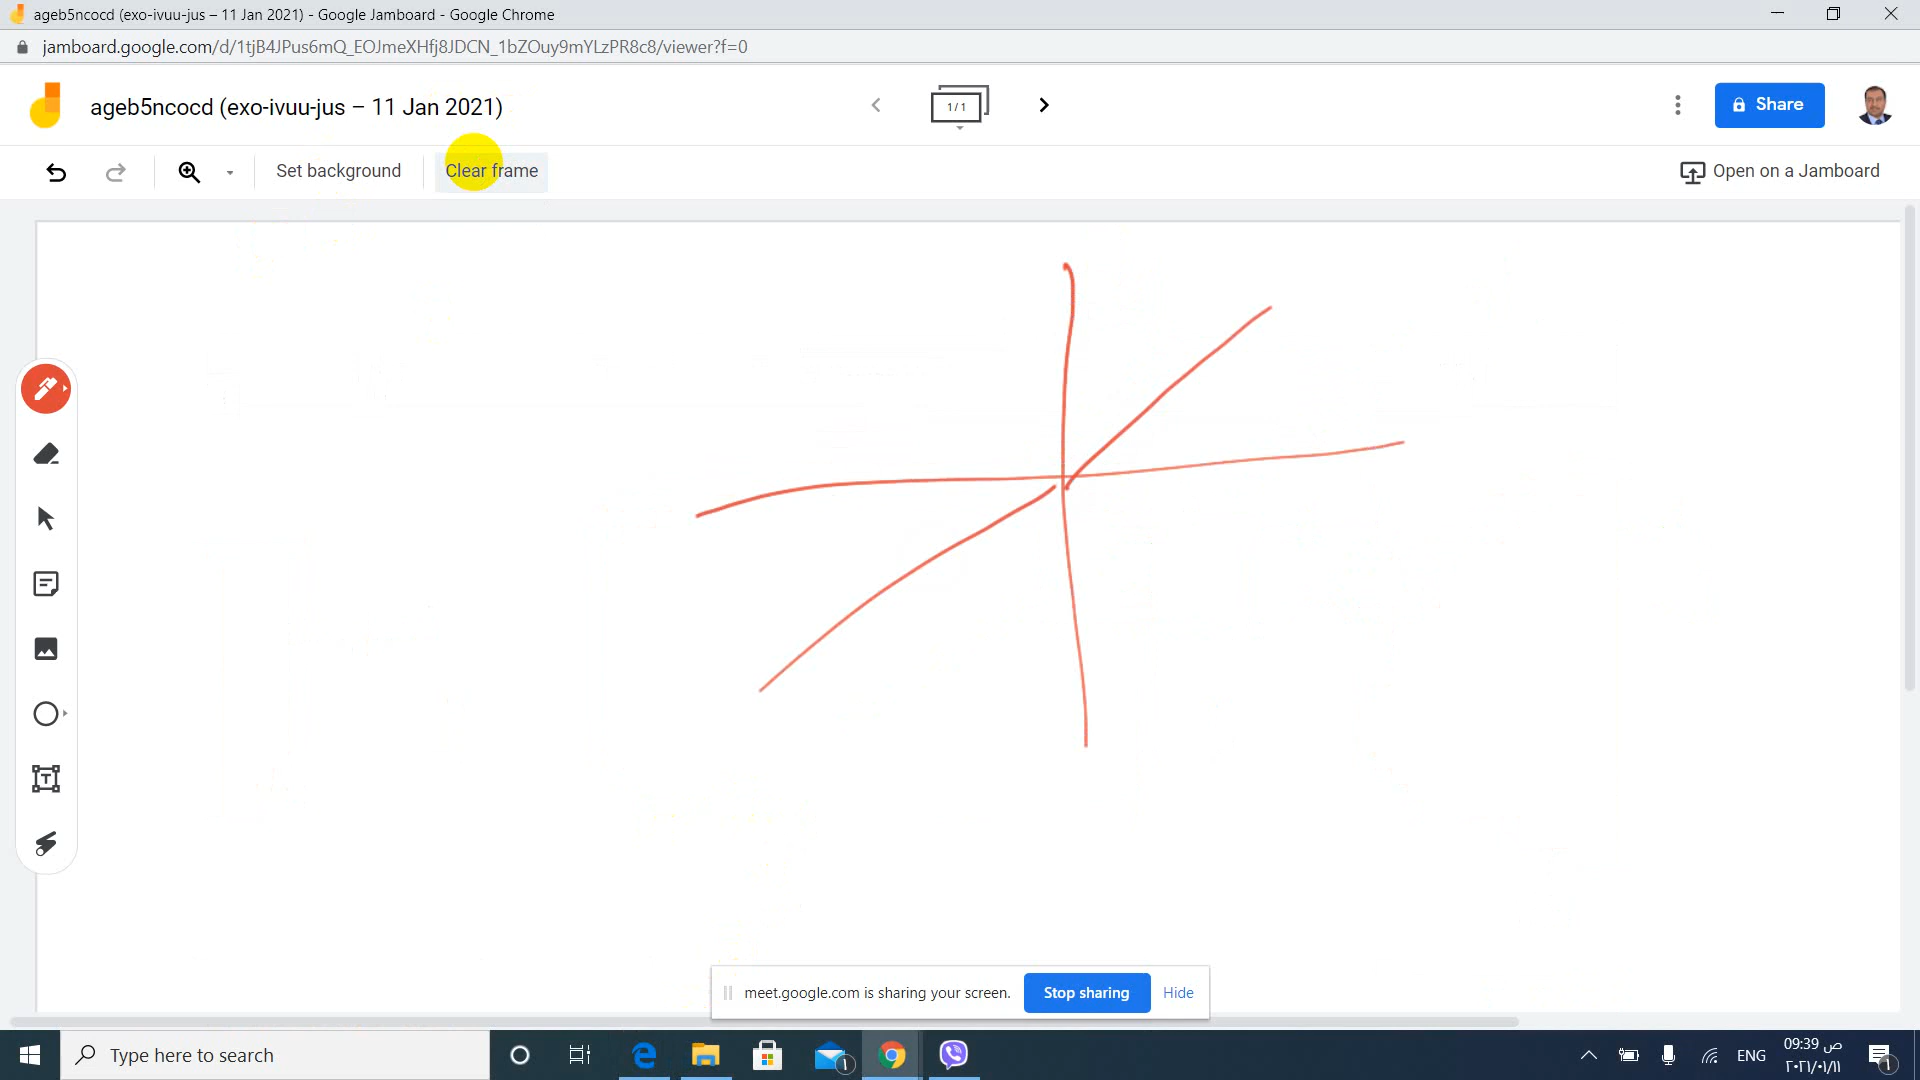 ageb5ncocd (exo-ivuu-jus – 11 Jan 2021) - Google Jamboard - Google Chrome
jamboard.google.com/d/1tjB4JPus6mQ_EOJmeXHfj8JDCN_1bZOuy9mYLzPR8c8/viewer?f=0
ageb5ncocd (exo-ivuu-jus – 11 Jan 2021)
1 / 1
Share
Set background
Clear frame
Open on a Jamboard
meet.google.com is sharing your screen.
Stop sharing
Hide
Type here to search
١
ENG
09:39 ص
٢٠٢١/٠١/١١
١